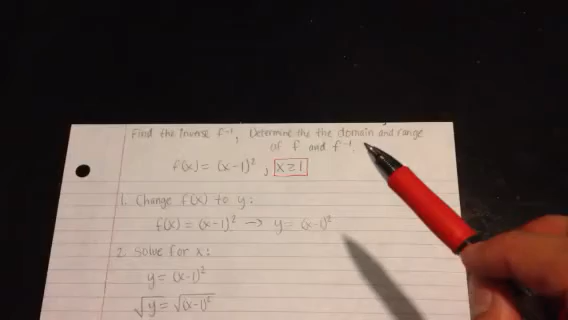 Find the inverse f⁻¹, Determine the the domain and range
of f and f⁻¹.
f(x) = (x-1)² , x ≥ 1
1. Change f(x) to y:
f(x) = (x-1)² → y = (x-1)²
2. Solve for x:
y = (x-1)²
√y = √(x-1)²